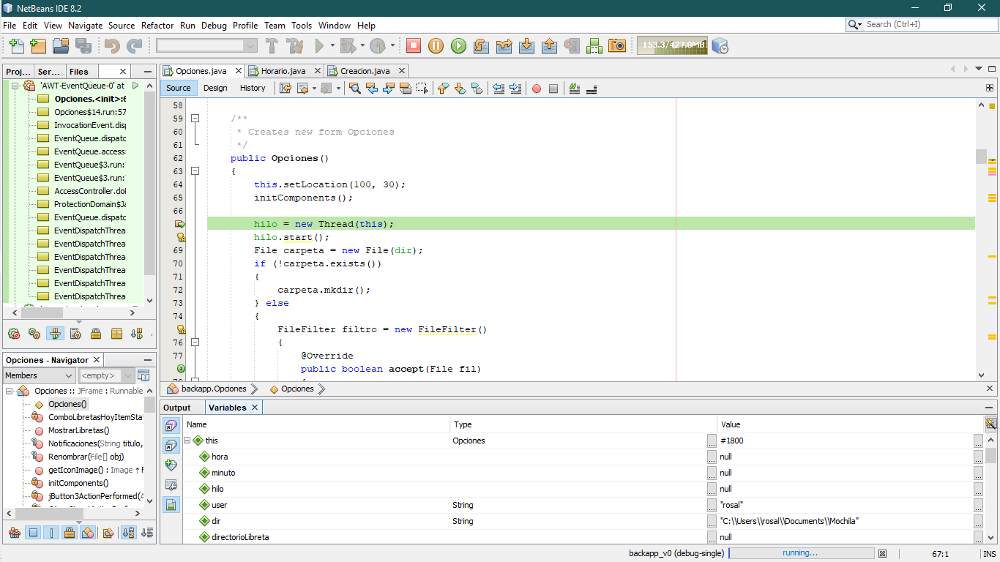 NetBeans IDE 8.2
File Edit View Navigate Source Refactor Run Debug Profile Team Tools Window Help
Search (Ctrl+I)
153.3/427.0MB
Proj... Ser... Files
'AWT-EventQueue-0' at
Opciones.<init>:6
Opciones$14.run:57
InvocationEvent.disp
EventQueue.dispatc
EventQueue.access
EventQueue$3.run:
EventQueue$3.run:
AccessController.dol
ProtectionDomain$Ja
EventQueue.dispatc
EventDispatchThrea
EventDispatchThrea
EventDispatchThrea
EventDispatchThrea
EventDispatchThrea
EventDispatchThrea
Opciones - Navigator
Members <empty>
Opciones :: JFrame : Runnable
Opciones()
ComboLibretasHoyItemStat
MostrarLibretas()
Notificaciones(String titulo,
Renombrar(File[] obj)
getIconImage() : Image ↑ F
initComponents()
jButton3ActionPerformed(A
Opciones.java Horario.java Creacion.java
Source Design History
58
59 /**
60 * Creates new form Opciones
61 */
62 public Opciones()
63 {
64 this.setLocation(100, 30);
65 initComponents();
66
hilo = new Thread(this);
hilo.start();
69 File carpeta = new File(dir);
70 if (!carpeta.exists())
71 {
72 carpeta.mkdir();
73 } else
74 {
FileFilter filtro = new FileFilter()
76 {
77 @Override
public boolean accept(File fil)
{
backapp.Opciones Opciones
Output Variables
Name Type Value
this Opciones ... #1800 ...
hora ... null ...
minuto ... null ...
hilo ... null ...
user String ... "rosal" ...
dir String ... "C:\\Users\\rosal\\Documents\\Mochila" ...
directorioLibreta ... null ...
backapp_v0 (debug-single) running... 67:1 INS